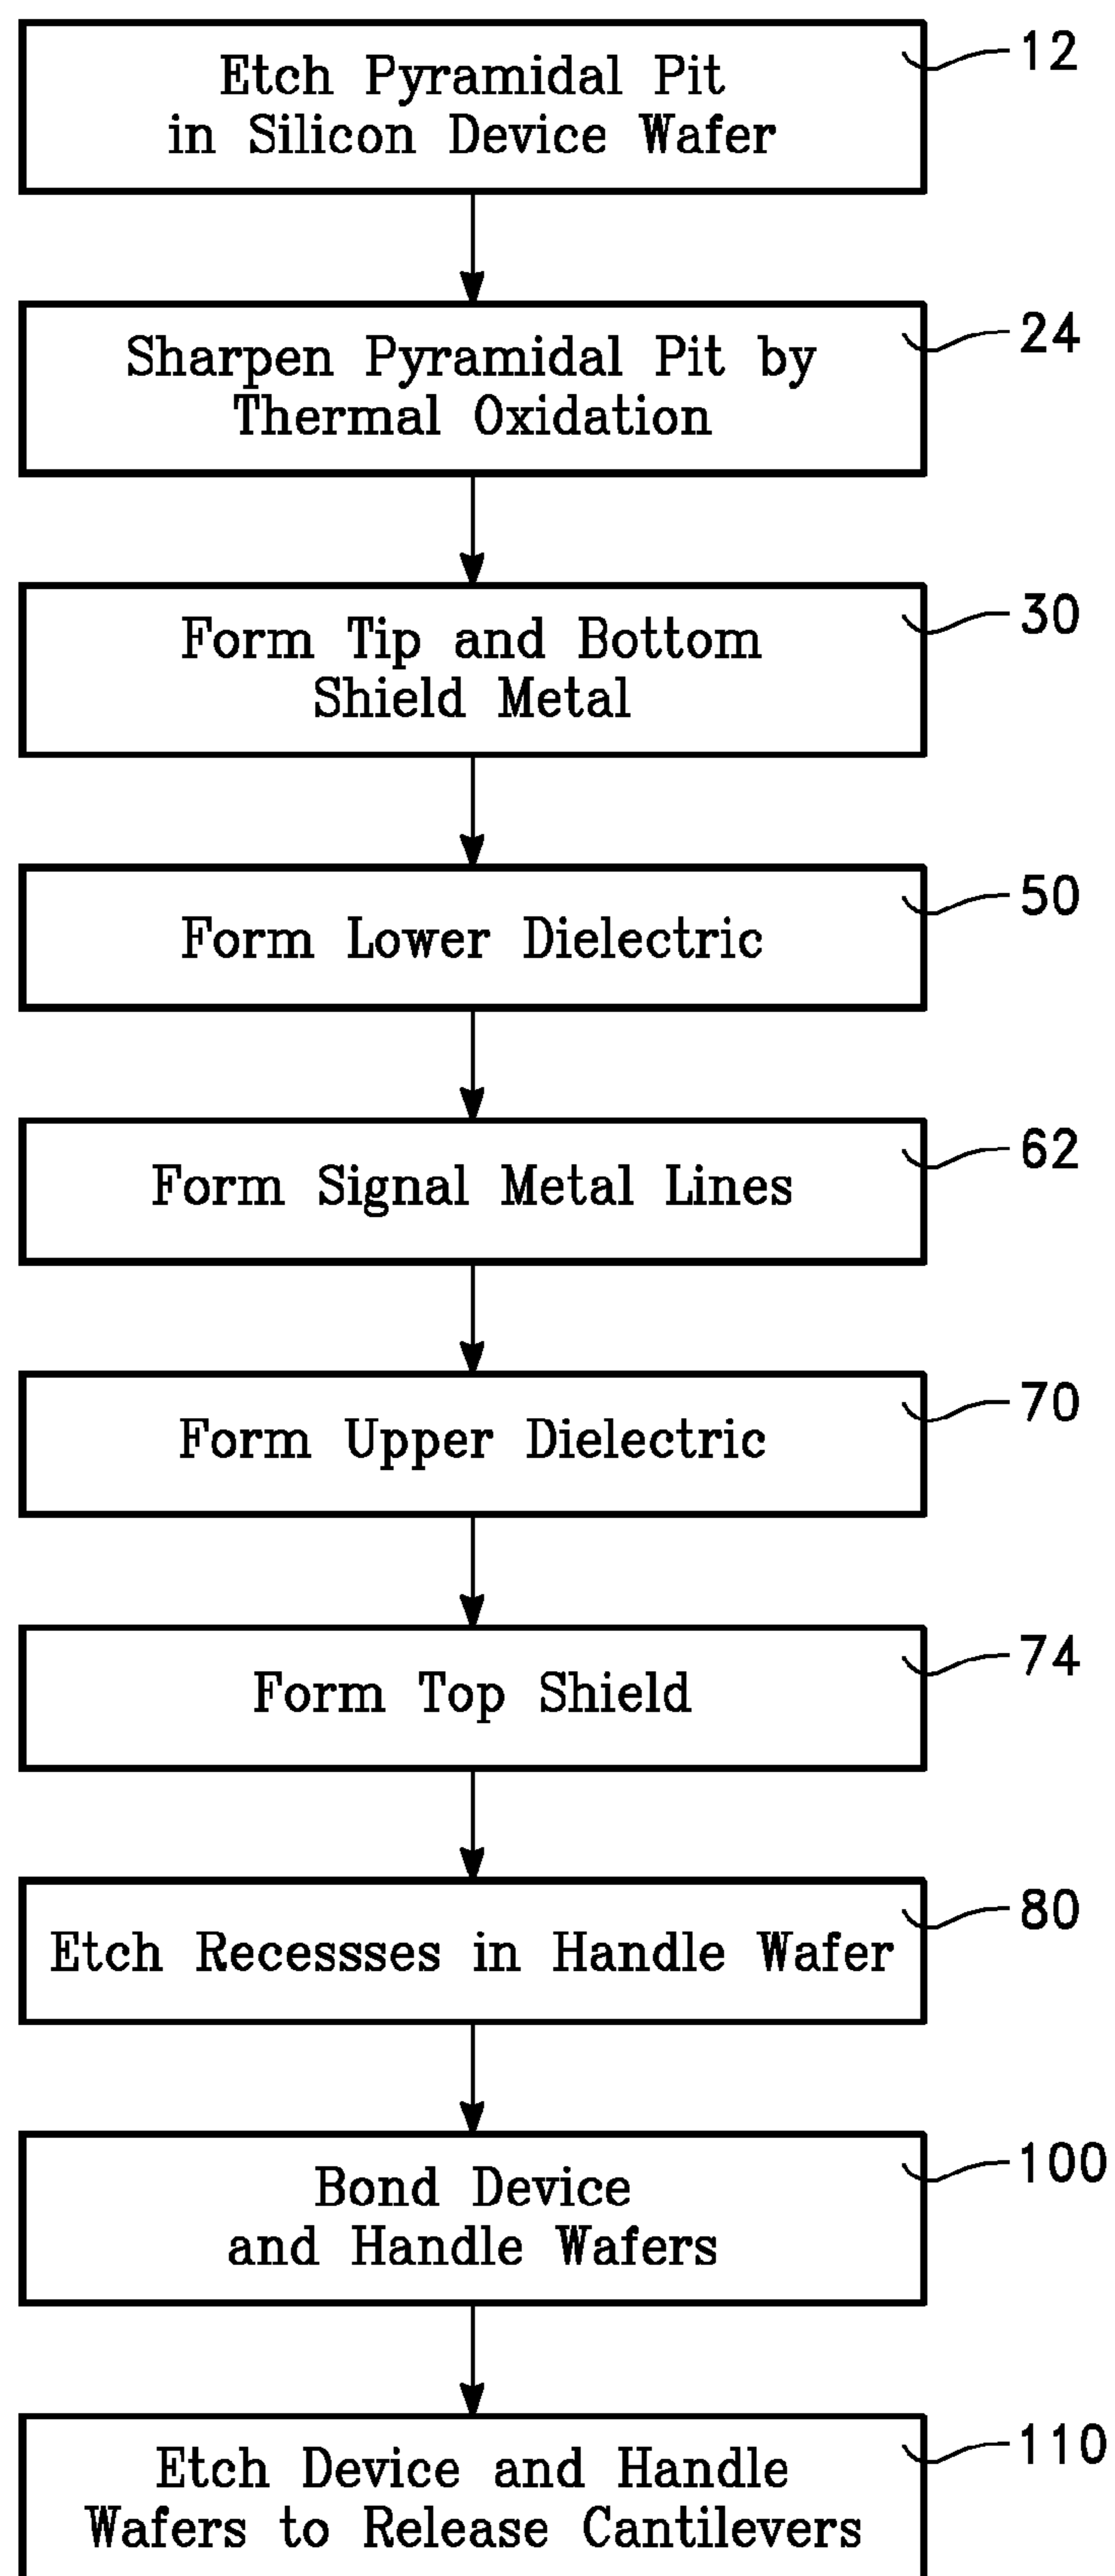 Etch Pyramidal Pit
in Silicon Device Wafer
12
Sharpen Pyramidal Pit by
Thermal Oxidation
24
Form Tip and Bottom
Shield Metal
30
Form Lower Dielectric
50
Form Signal Metal Lines
62
Form Upper Dielectric
70
Form Top Shield
74
Etch Recessses in Handle Wafer
80
Bond Device
and Handle Wafers
100
Etch Device and Handle
Wafers to Release Cantilevers
110